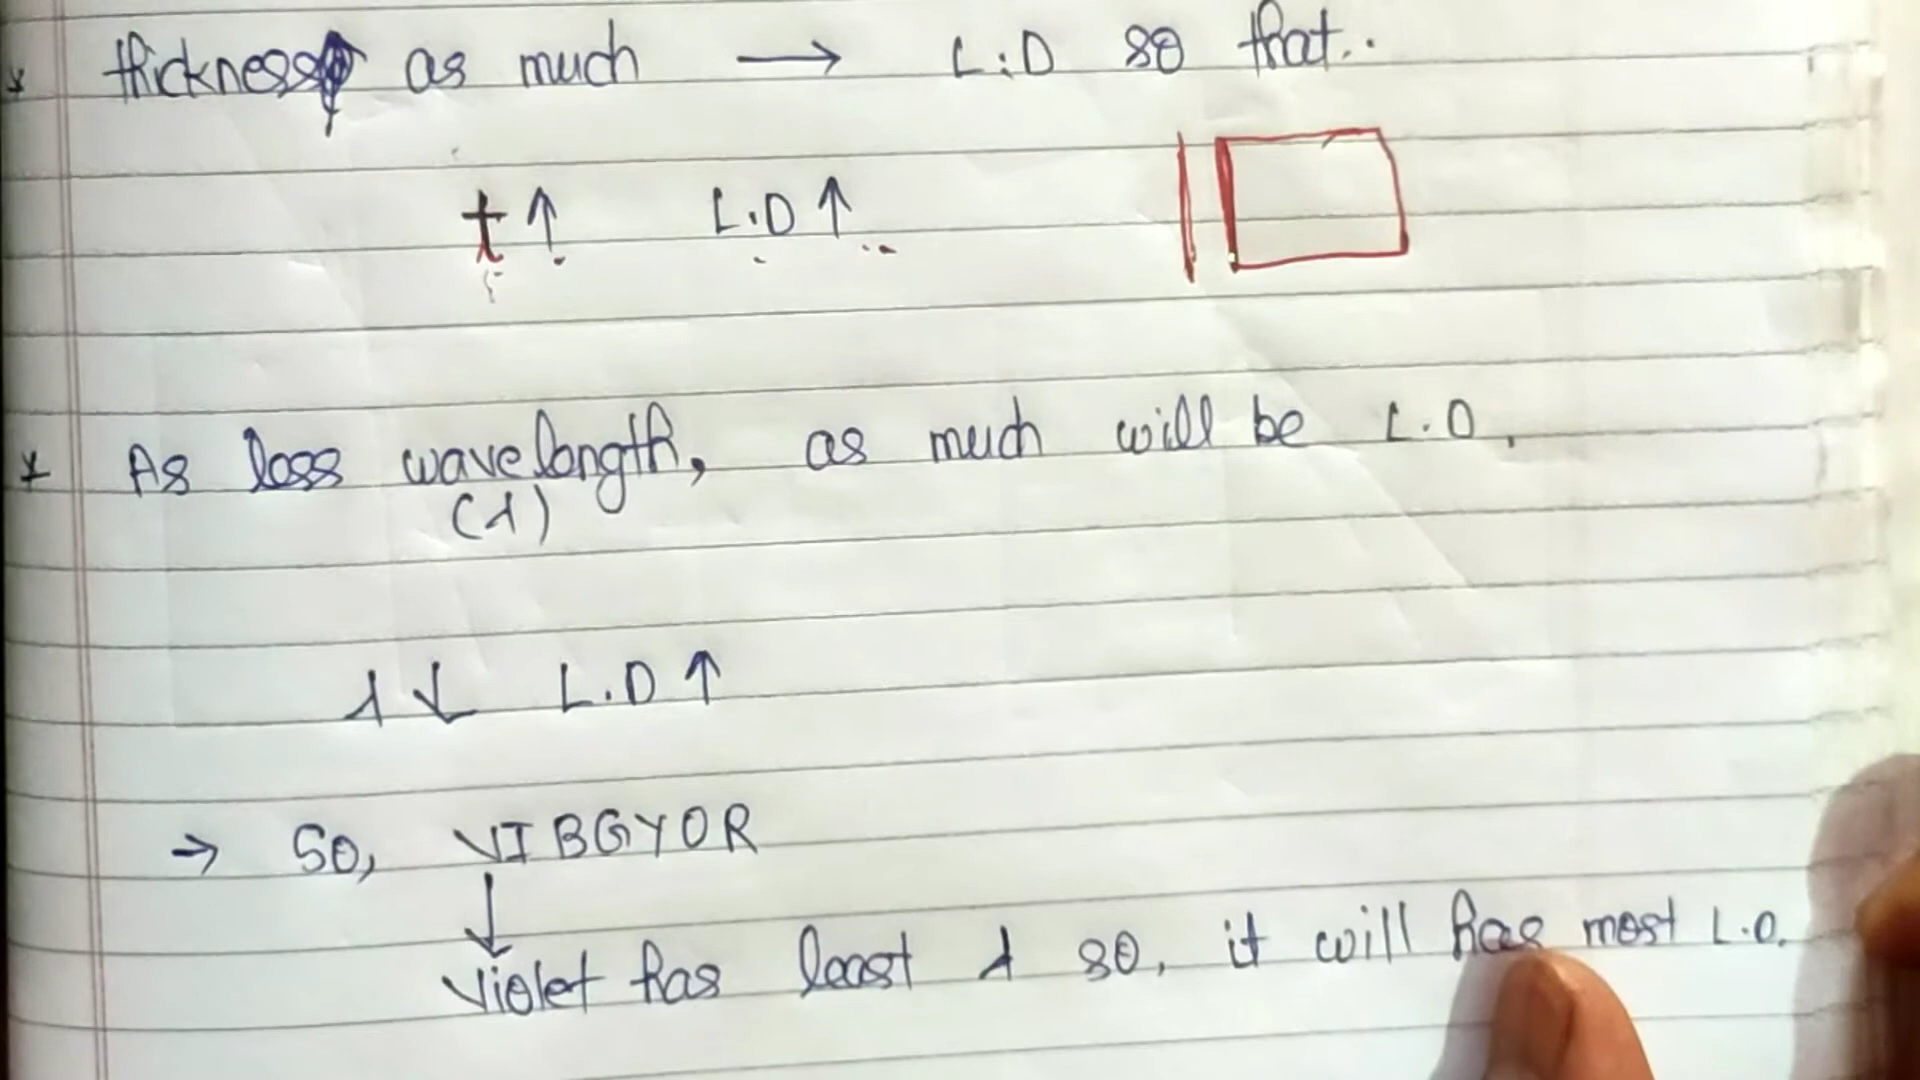 * thickness as much → L.D so that..
t↑ L.D↑
* As less wavelength, as much will be L.D.
(λ)
λ↓ L.D↑
→ So, VIBGYOR
↓
Violet has least λ so, it will has most L.D.